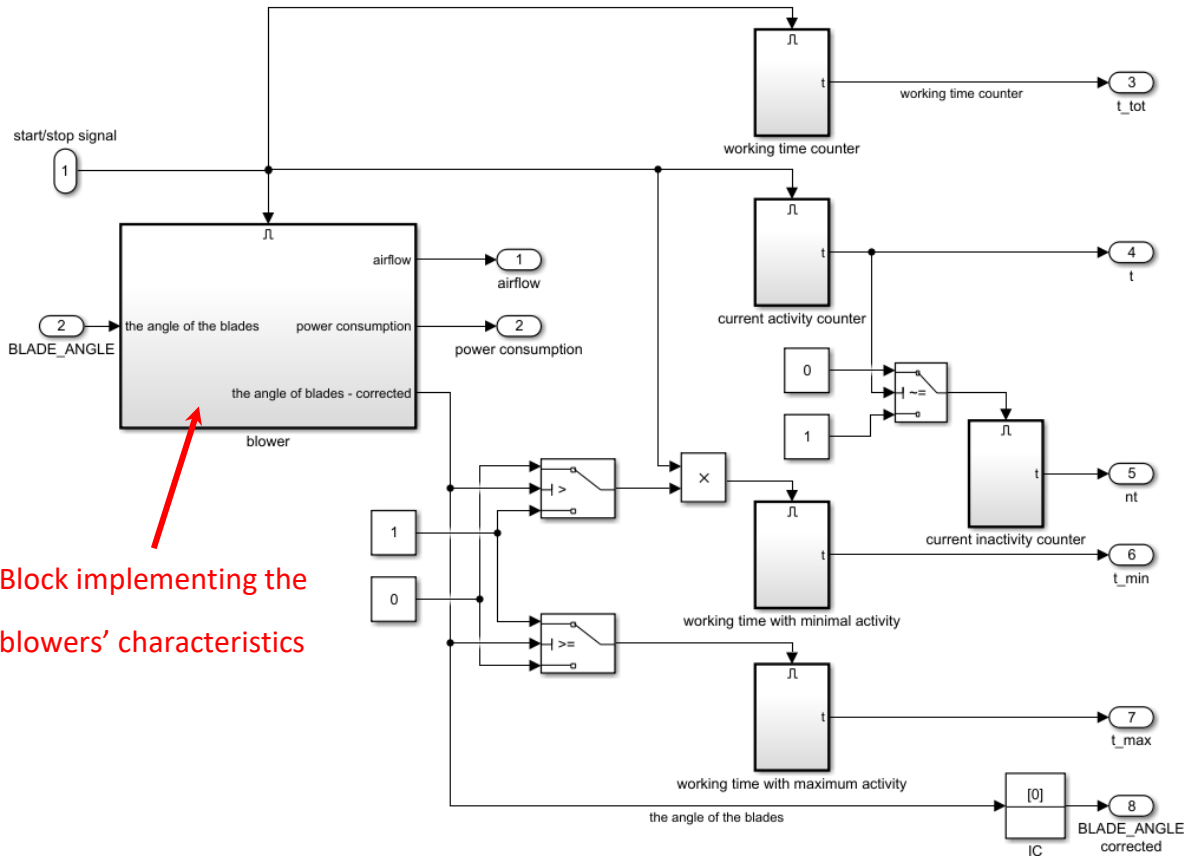 t
3
working time counter
t_tot
start/stop signal
working time counter
1
t
4
t
airflow
1
airflow
current activity counter
2
the angle of the blades
power consumption
2
BLADE_ANGLE
power consumption
0
~=
the angle of blades - corrected
blower
1
t
5
nt
×
>
1
current inactivity counter
t
6
t_min
Block implementing the
0
working time with minimal activity
blowers’ characteristics
>=
t
7
t_max
working time with maximum activity
[0]
8
the angle of the blades
BLADE_ANGLE
corrected
IC